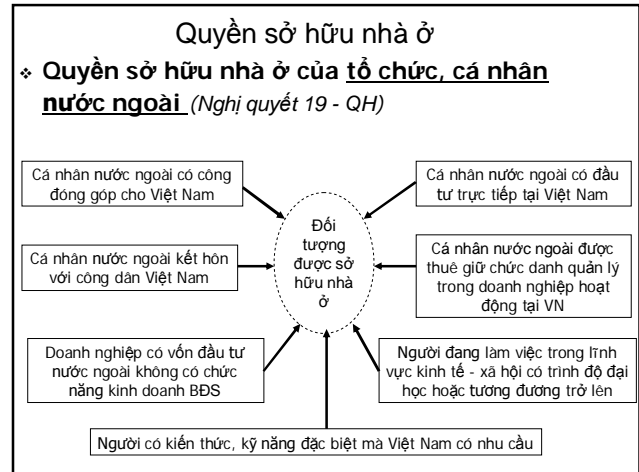 Quyền sở hữu nhà ở
❖ Quyền sở hữu nhà ở của tổ chức, cá nhân
nước ngoài (Nghị quyết 19 - QH)
Cá nhân nước ngoài có công
đóng góp cho Việt Nam
Cá nhân nước ngoài có đầu
tư trực tiếp tại Việt Nam
Đối
tượng
được sở
hữu nhà
ở
Cá nhân nước ngoài kết hôn
với công dân Việt Nam
Cá nhân nước ngoài được
thuê giữ chức danh quản lý
trong doanh nghiệp hoạt
động tại VN
Doanh nghiệp có vốn đầu tư
nước ngoài không có chức
năng kinh doanh BĐS
Người đang làm việc trong lĩnh
vực kinh tế - xã hội có trình độ đại
học hoặc tương đương trở lên
Người có kiến thức, kỹ năng đặc biệt mà Việt Nam có nhu cầu